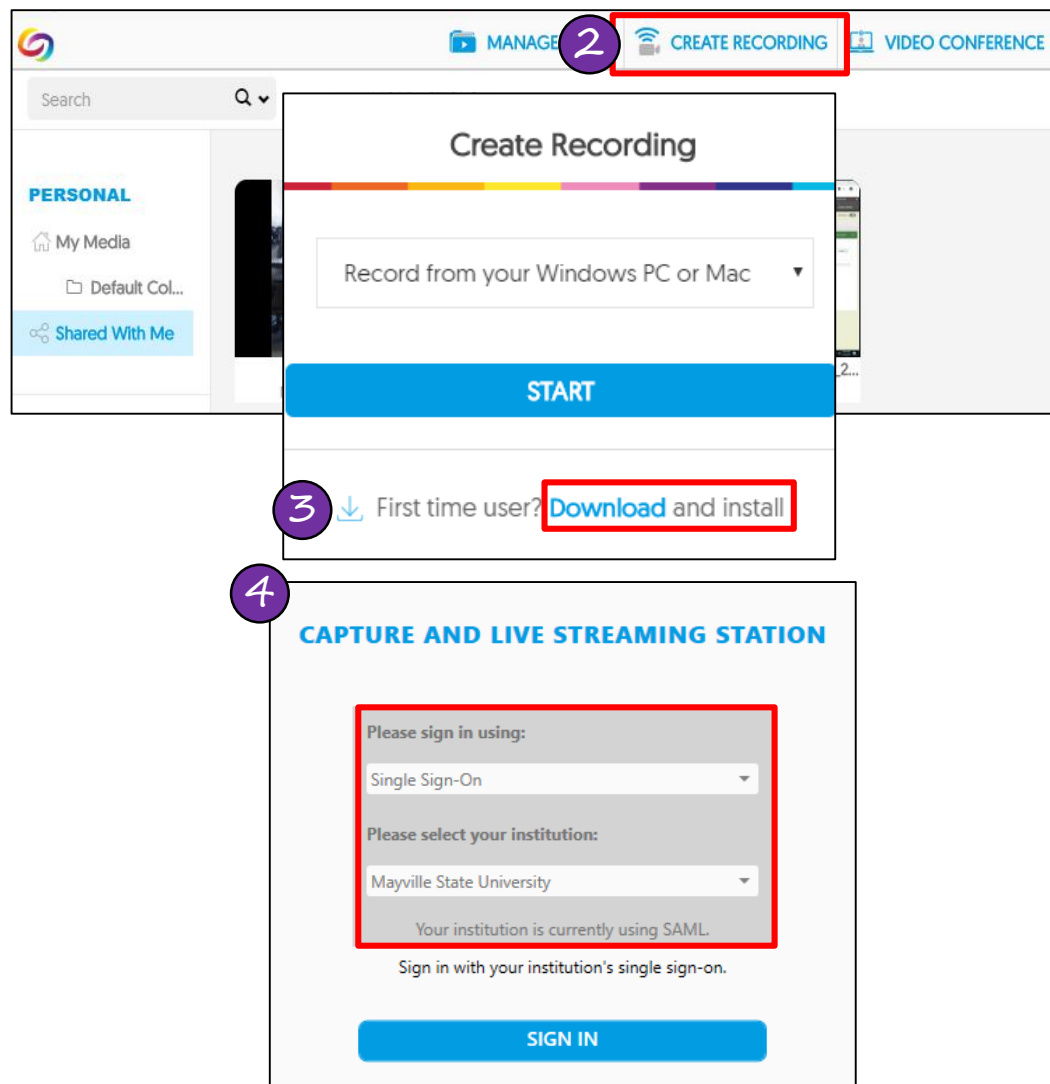 MANAGE
2
CREATE RECORDING
VIDEO CONFERENCE
Search
Create Recording
PERSONAL
My Media
Default Col...
Shared With Me
Record from your Windows PC or Mac
_2...
START
3
First time user? Download and install
4
CAPTURE AND LIVE STREAMING STATION
Please sign in using:
Single Sign-On
Please select your institution:
Mayville State University
Your institution is currently using SAML.
Sign in with your institution's single sign-on.
SIGN IN